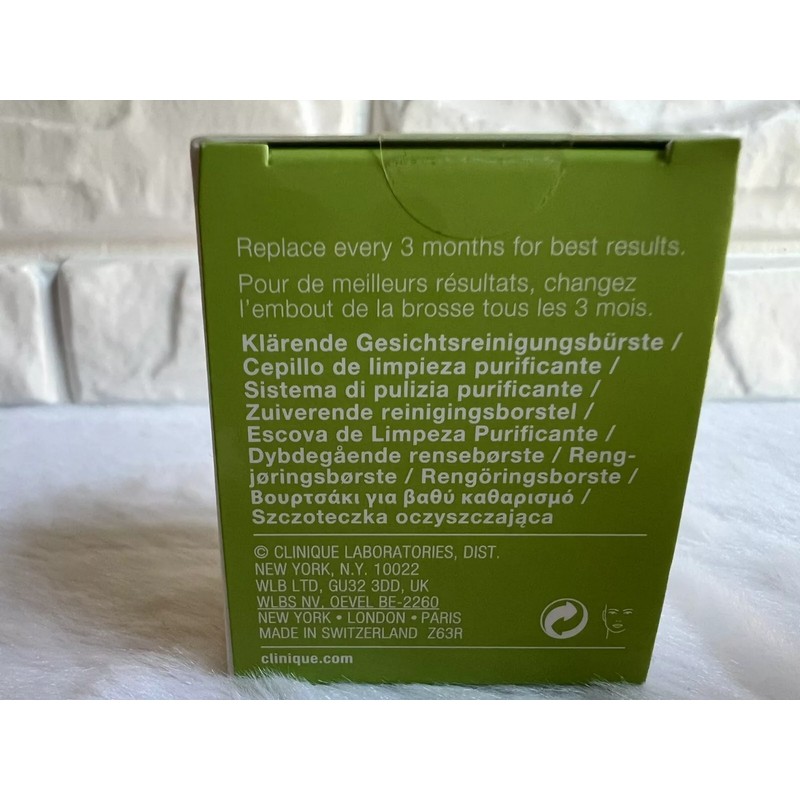 Replace every 3 months for best results.
Pour de meilleurs résultats, changez
l'embout de la brosse tous les 3 mois.
Klärende Gesichtsreinigungsbürste /
Cepillo de limpieza purificante /
Sistema di pulizia purificante /
Zuiverende reinigingsborstel /
Escova de Limpeza Purificante /
Dybdegående rensebørste / Reng-
jøringsbørste / Rengöringsborste /
Βουρτσάκι για βαθύ καθαρισμό /
Szczoteczka oczyszczająca
© CLINIQUE LABORATORIES, DIST.
NEW YORK, N.Y. 10022
WLB LTD, GU32 3DD, UK
WLBS NV. OEVEL BE-2260
NEW YORK • LONDON • PARIS
MADE IN SWITZERLAND Z63R
clinique.com